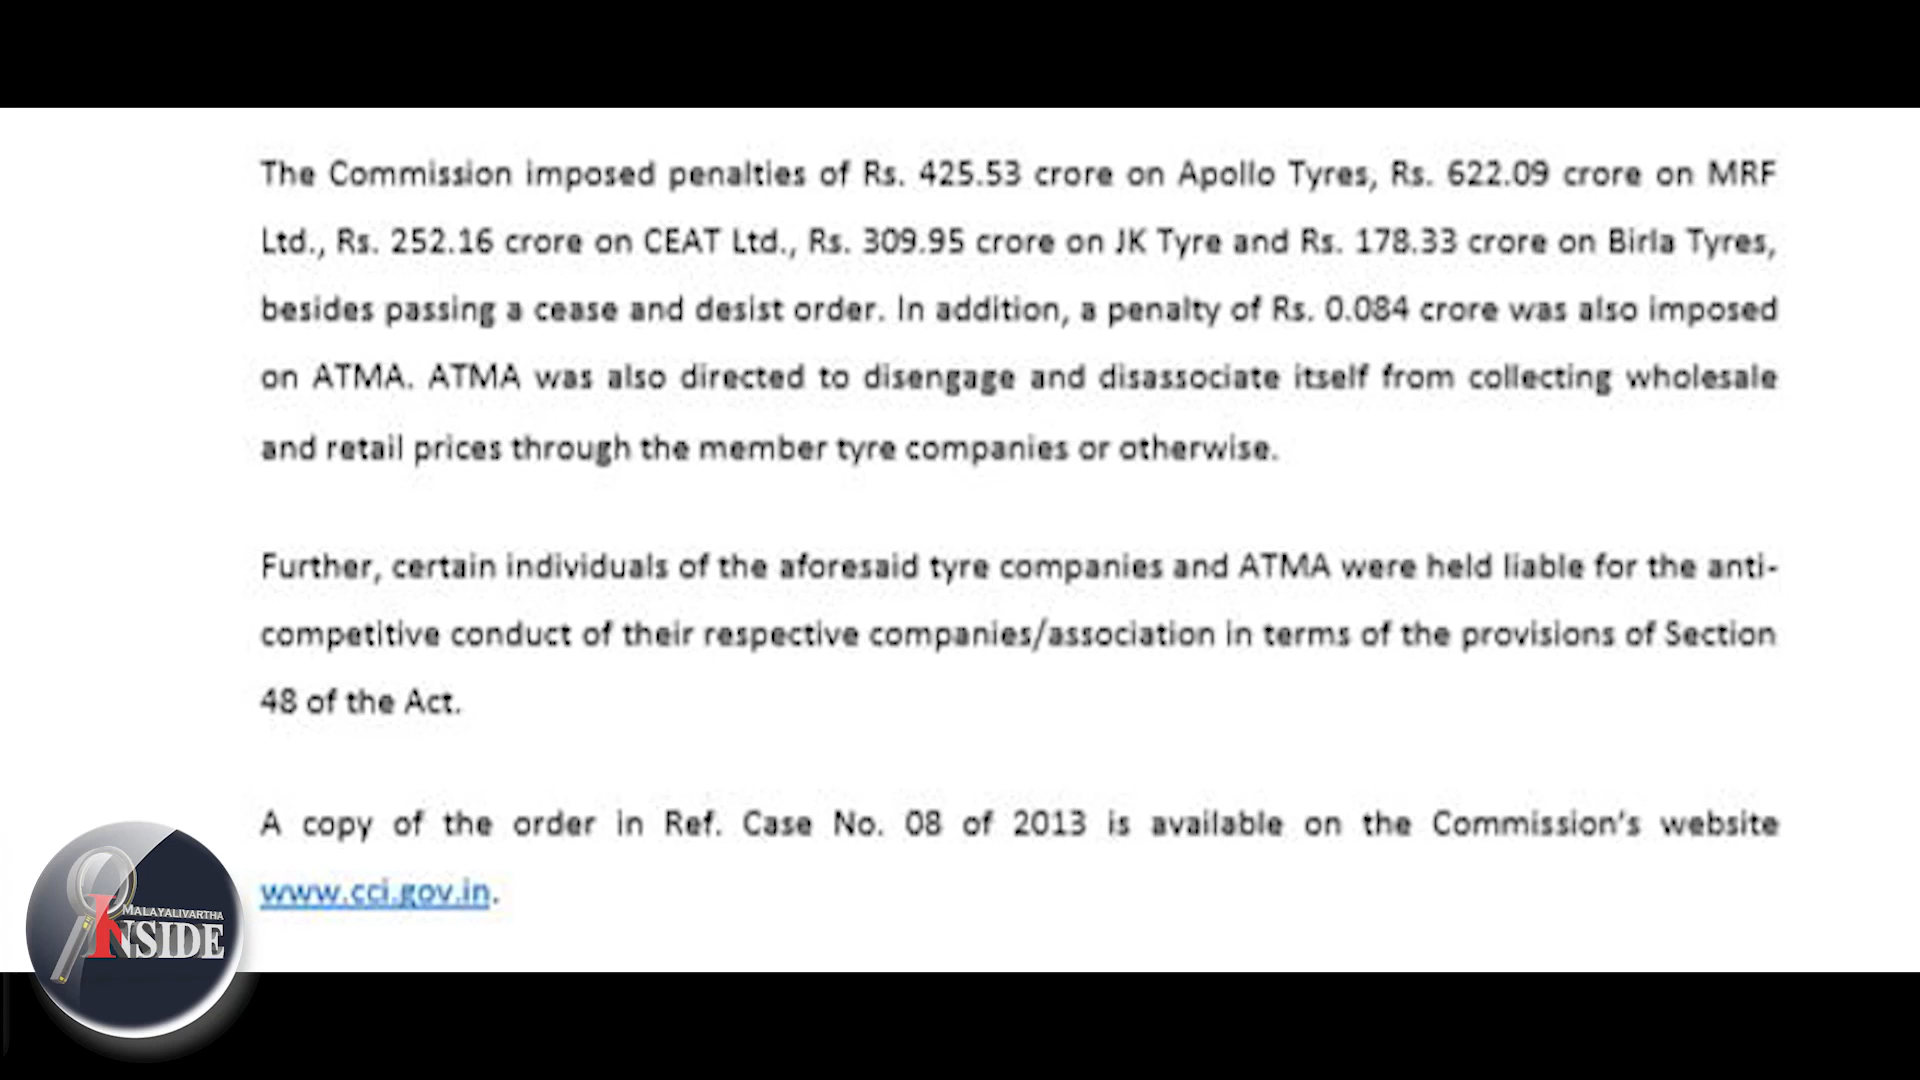 The Commission imposed penalties of Rs. 425.53 crore on Apollo Tyres, Rs. 622.09 crore on MRF
Ltd., Rs. 252.16 crore on CEAT Ltd., Rs. 309.95 crore on JK Tyre and Rs. 178.33 crore on Birla Tyres,
besides passing a cease and desist order. In addition, a penalty of Rs. 0.084 crore was also imposed
on ATMA. ATMA was also directed to disengage and disassociate itself from collecting wholesale
and retail prices through the member tyre companies or otherwise.
Further, certain individuals of the aforesaid tyre companies and ATMA were held liable for the anti-
competitive conduct of their respective companies/association in terms of the provisions of Section
48 of the Act.
A copy of the order in Ref. Case No. 08 of 2013 is available on the Commission's website
www.cci.gov.in.
MALAYALIVARTHA
INSIDE